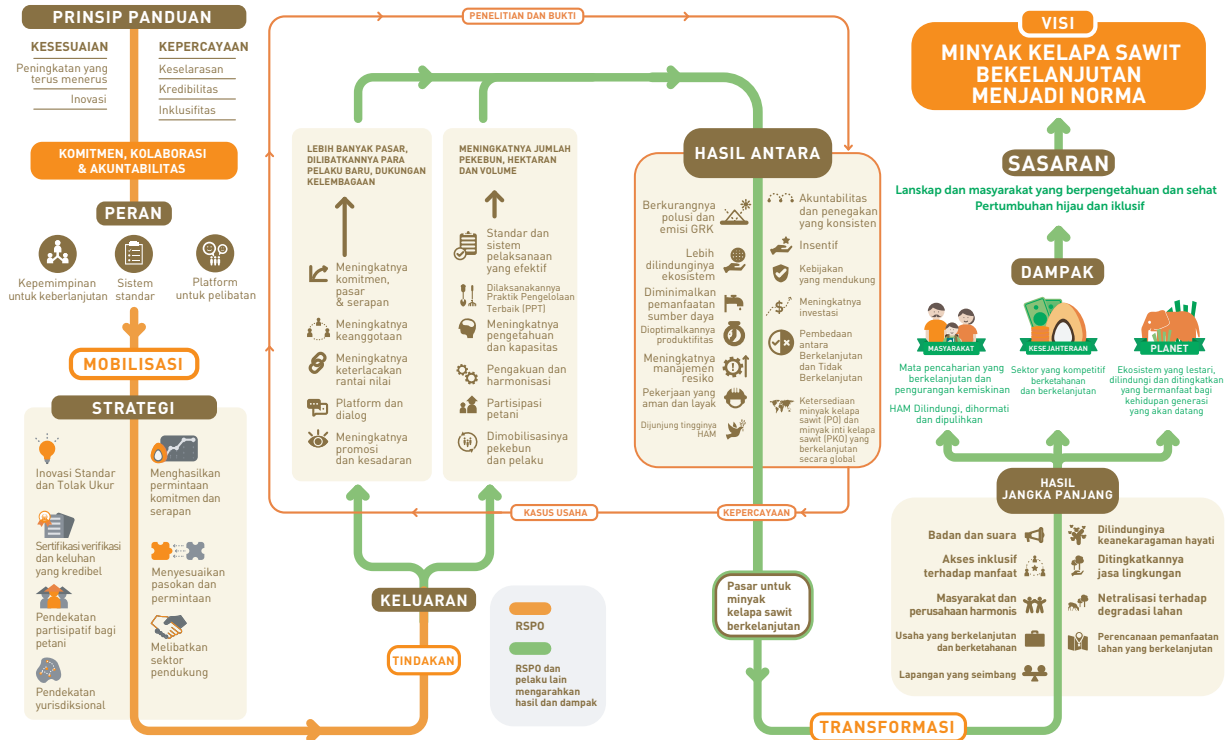 PRINSIP PANDUAN
KESESUAIAN
Peningkatan yang
terus menerus
Inovasi
KEPERCAYAAN
Keselarasan
Kredibilitas
Inklusifitas
KOMITMEN, KOLABORASI
& AKUNTABILITAS
PERAN
Kepemimpinan
untuk keberlanjutan
Sistem
standar
Platform
untuk pelibatan
MOBILISASI
STRATEGI
Inovasi Standar
dan Tolak Ukur
Sertifikasi verifikasi
dan keluhan
yang kredibel
Pendekatan
partisipatif bagi
petani
Pendekatan
yurisdiksional
Menghasilkan
permintaan
komitmen dan
serapan
Menyesuaikan
pasokan dan
permintaan
Melibatkan
sektor
pendukung
TINDAKAN
KELUARAN
RSPO
RSPO dan
pelaku lain
mengarahkan
hasil dan dampak
PENELITIAN DAN BUKTI
LEBIH BANYAK PASAR,
DILIBATKANNYA PARA
PELAKU BARU, DUKUNGAN
KELEMBAGAAN
Meningkatnya
komitmen,
pasar
& serapan
Meningkatnya
keanggotaan
Meningkatnya
keterlacakan
rantai nilai
Platform dan
dialog
Meningkatnya
promosi
dan kesadaran
MENINGKATNYA JUMLAH
PEKEBUN, HEKTARAN
DAN VOLUME
Standar dan
sistem
pelaksanaan
yang efektif
Dilaksanakannya
Praktik Pengelolaan
Terbaik (PPT)
Meningkatnya
pengetahuan
dan kapasitas
Pengakuan dan
harmonisasi
Partisipasi
petani
Dimobilisasinya
pekebun
dan pelaku
KASUS USAHA
KEPERCAYAAN
HASIL ANTARA
Berkurangnya
polusi dan
emisi GRK
Lebih
dilindunginya
ekosistem
Diminimalkan
pemanfaatan
sumber daya
Dioptimalkannya
produktifitas
Meningkatnya
manajemen
resiko
Pekerjaan yang
aman dan layak
Dijunjung tingginya
HAM
Akuntabilitas
dan penegakan
yang konsisten
Insentif
Kebijakan
yang mendukung
Meningkatnya
investasi
Pembedaan
antara
Berkelanjutan
dan Tidak
Berkelanjutan
Ketersediaan
minyak kelapa
sawit (PO) dan
minyak inti kelapa
sawit (PKO) yang
berkelanjutan
secara global
Pasar untuk
minyak
kelapa sawit
berkelanjutan
TRANSFORMASI
VISI
MINYAK KELAPA SAWIT
BEKELANJUTAN
MENJADI NORMA
SASARAN
Lanskap dan masyarakat yang berpengetahuan dan sehat
Pertumbuhan hijau dan iklusif
DAMPAK
MASYARAKAT
Mata pencaharian yang
berkelanjutan dan
pengurangan kemiskinan
HAM Dilindungi, dihormati
dan dipulihkan
KESEJAHTERAAN
Sektor yang kompetitif
berketahanan
dan berkelanjutan
PLANET
Ekosistem yang lestari,
dilindungi dan ditingkatkan
yang bermanfaat bagi
kehidupan generasi
yang akan datang
HASIL
JANGKA PANJANG
Badan dan suara
Akses inklusif
terhadap manfaat
Masyarakat dan
perusahaan harmonis
Usaha yang berkelanjutan
dan berketahanan
Lapangan yang seimbang
Dilindunginya
keanekaragaman hayati
Ditingkatkannya
jasa lingkungan
Netralisasi terhadap
degradasi lahan
Perencanaan pemanfaatan
lahan yang berkelanjutan